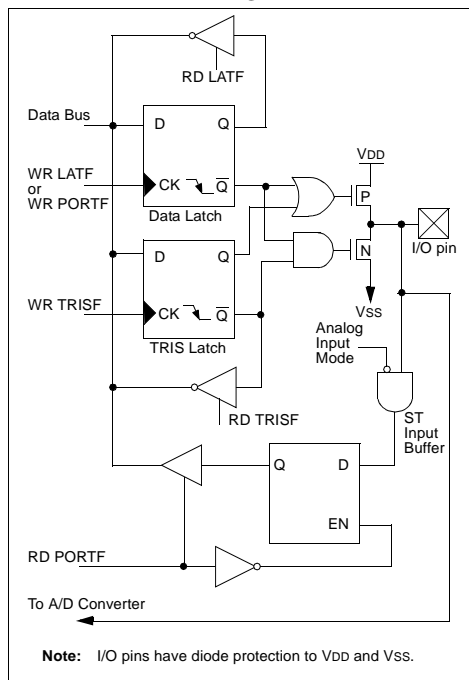 RD LATF
Data Bus
D Q
VDD
WR LATF
or
WR PORTF
CK Q
P
Data Latch
I/O pin
N
D Q
WR TRISF
CK Q
VSS
TRIS Latch
Analog
Input
Mode
RD TRISF
ST
Input
Buffer
Q D
EN
RD PORTF
To A/D Converter
Note: I/O pins have diode protection to VDD and VSS.